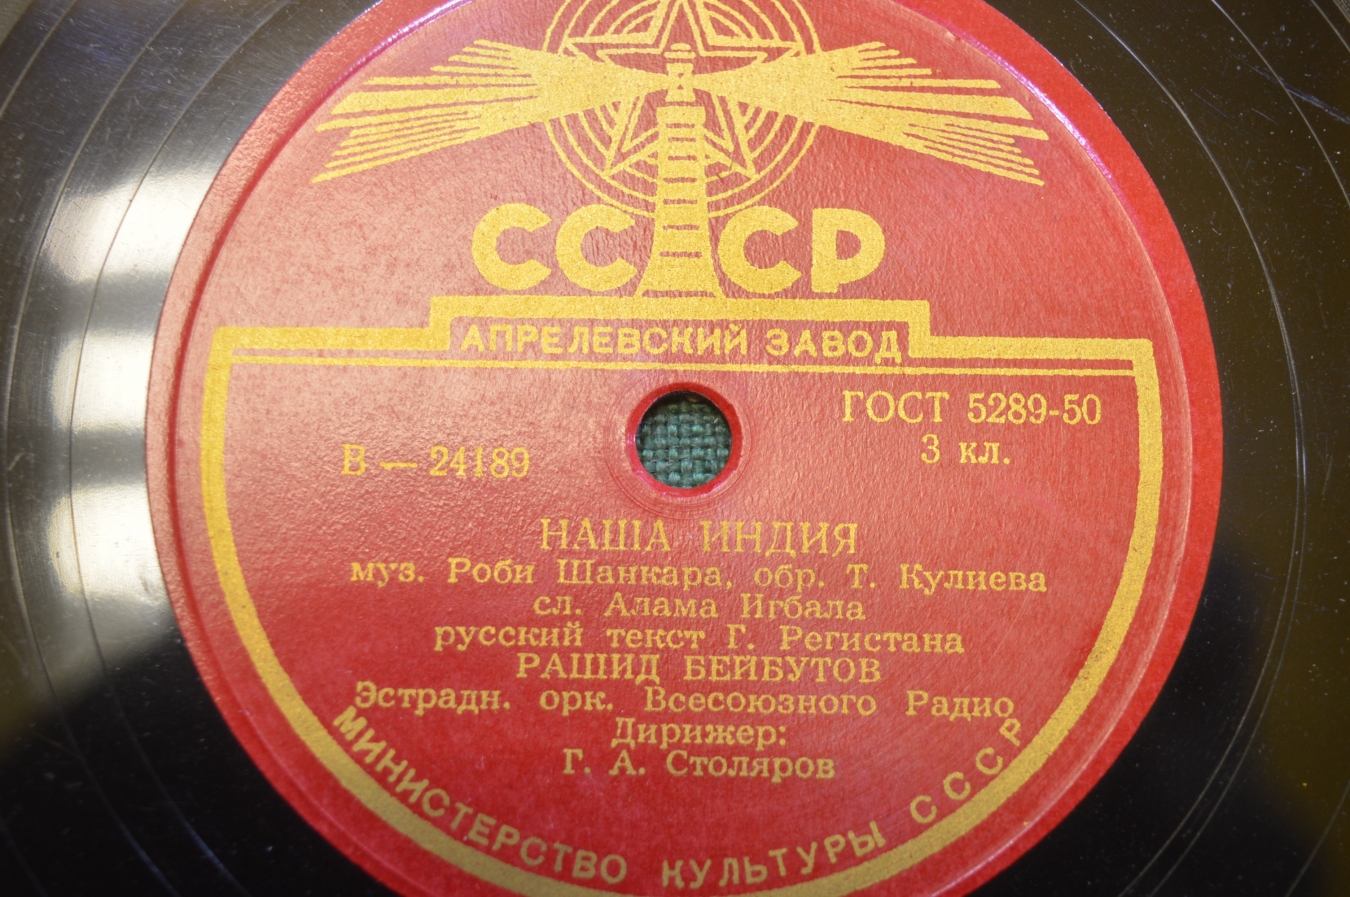 СССР
АПРЕЛЕВСКИЙ ЗАВОД
ГОСТ 5289-50
3 кл.
В — 24189
НАША ИНДИЯ
муз. Роби Шанкара, обр. Т. Кулиева
сл. Алама Игбала
русский текст Г. Регистана
РАШИД БЕЙБУТОВ
Эстрадн. орк. Всесоюзного Радио
Дирижер:
Г. А. Столяров
МИНИСТЕРСТВО КУЛЬТУРЫ СССР